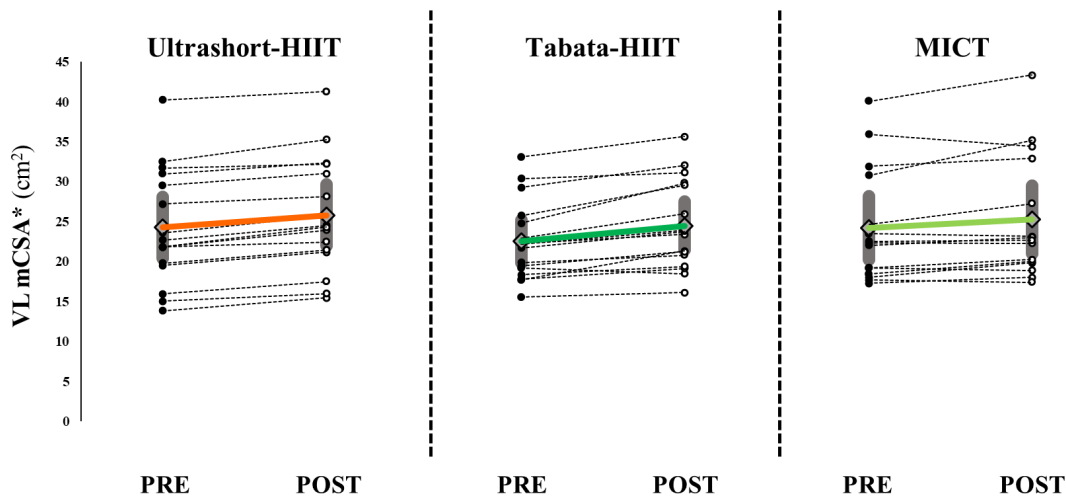 Ultrashort-HIIT
Tabata-HIIT
MICT
VL mCSA* (cm²)
45
40
35
30
25
20
15
10
5
0
PRE
POST
PRE
POST
PRE
POST